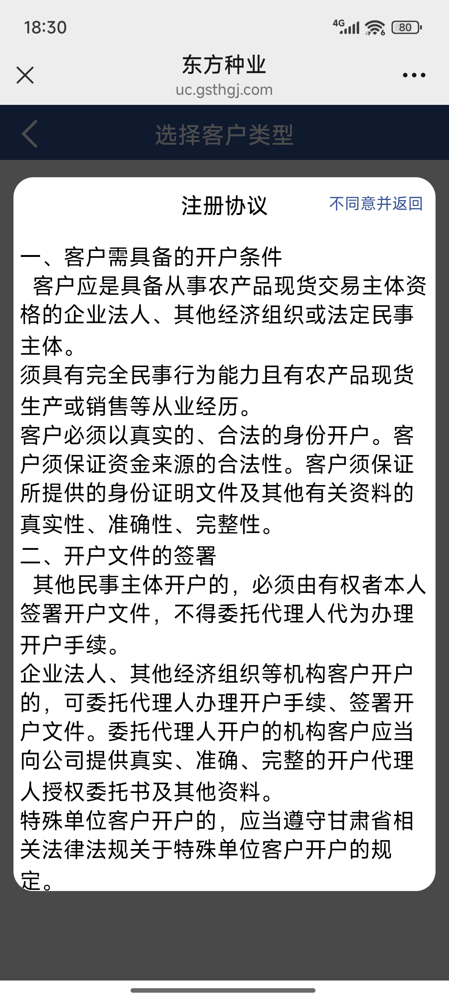 18:30
4G
6
80
东方种业
uc.gsthgj.com
选择客户类型
注册协议
不同意并返回
一、客户需具备的开户条件
客户应是具备从事农产品现货交易主体资
格的企业法人、其他经济组织或法定民事
主体。
须具有完全民事行为能力且有农产品现货
生产或销售等从业经历。
客户必须以真实的、合法的身份开户。客
户须保证资金来源的合法性。客户须保证
所提供的身份证明文件及其他有关资料的
真实性、准确性、完整性。
二、开户文件的签署
其他民事主体开户的，必须由有权者本人
签署开户文件，不得委托代理人代为办理
开户手续。
企业法人、其他经济组织等机构客户开户
的，可委托代理人办理开户手续、签署开
户文件。委托代理人开户的机构客户应当
向公司提供真实、准确、完整的开户代理
人授权委托书及其他资料。
特殊单位客户开户的，应当遵守甘肃省相
关法律法规关于特殊单位客户开户的规
定。